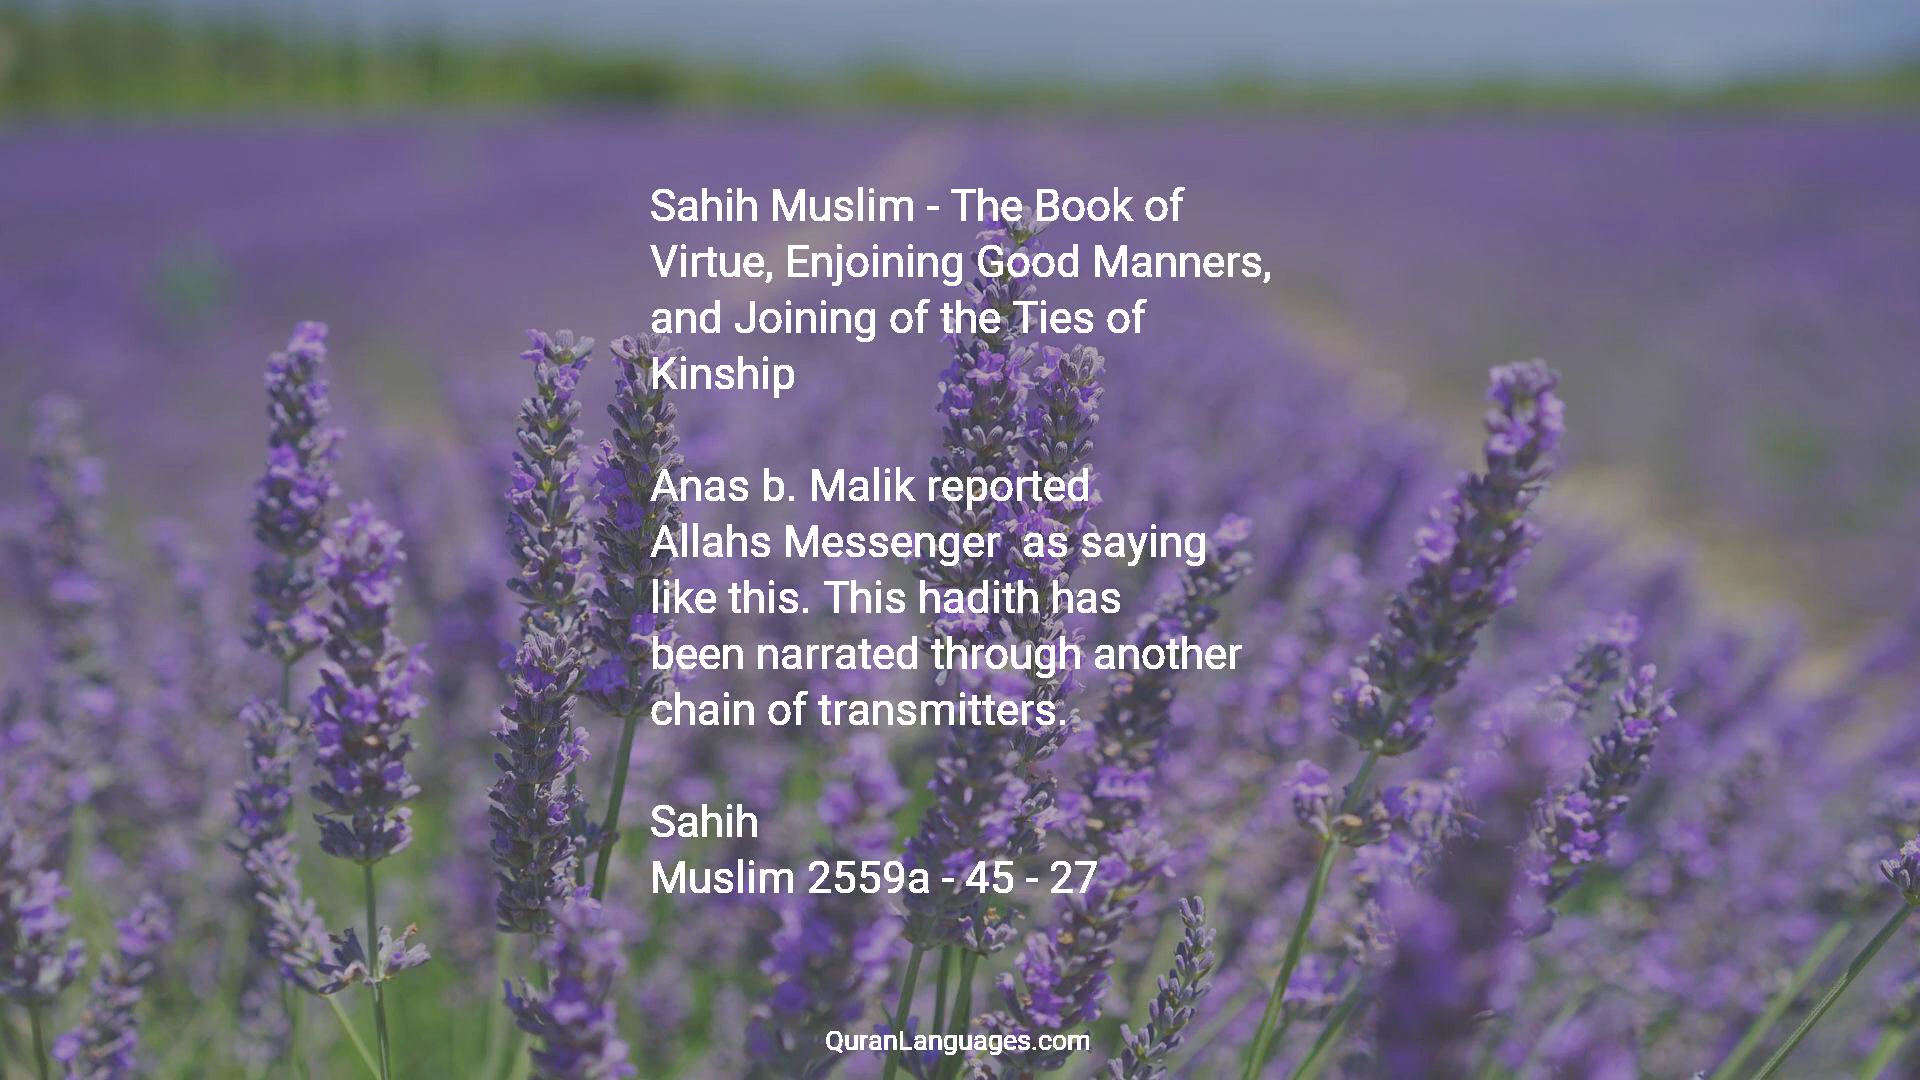 Sahih Muslim - The Book of
Virtue, Enjoining Good Manners,
and Joining of the Ties of
Kinship
Anas b. Malik reported
Allahs Messenger  as saying
like this. This hadith has
been narrated through another
chain of transmitters.
Sahih
Muslim 2559a - 45 - 27
QuranLanguages.com